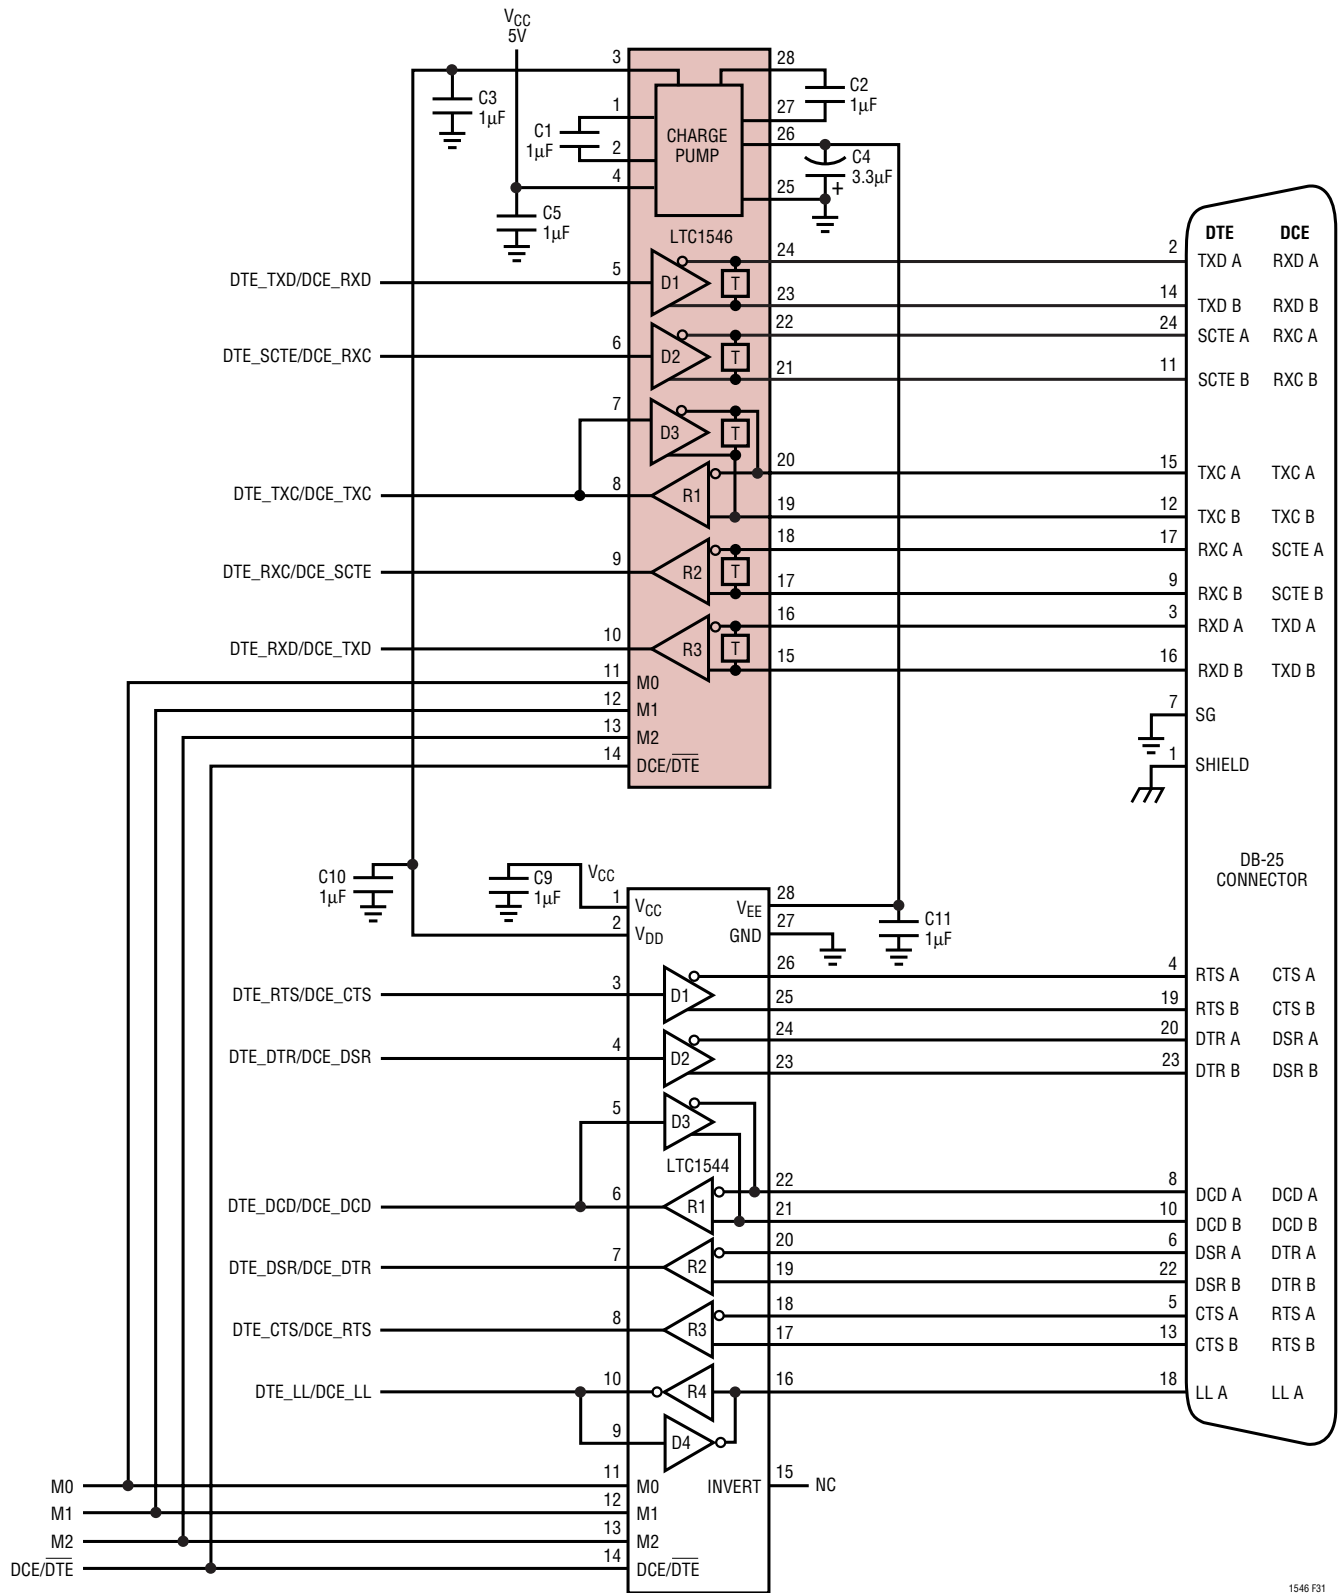 VCC
5V
3
28
C3
1µF
C2
1µF
1
27
C1
1µF
CHARGE
PUMP
26
2
C4
3.3µF
+
4
25
C5
1µF
LTC1546
DTE DCE
DTE_TXD/DCE_RXD 5 D1 T 24 2 TXD A RXD A
23 14 TXD B RXD B
DTE_SCTE/DCE_RXC 6 D2 T 22 24 SCTE A RXC A
21 11 SCTE B RXC B
7 D3 T
20 15 TXC A TXC A
DTE_TXC/DCE_TXC 8 R1
19 12 TXC B TXC B
18 17 RXC A SCTE A
DTE_RXC/DCE_SCTE 9 R2 T
17 9 RXC B SCTE B
16 3 RXD A TXD A
DTE_RXD/DCE_TXD 10 R3 T
15 16 RXD B TXD B
11 M0
12 M1
13 M2
14 DCE/DTE
7 SG
1 SHIELD
DB-25
CONNECTOR
C10
1µF
C9
1µF
VCC
1 VCC
2 VDD
VEE 28
GND 27
C11
1µF
26 4 RTS A CTS A
DTE_RTS/DCE_CTS 3 D1
25 19 RTS B CTS B
24 20 DTR A DSR A
DTE_DTR/DCE_DSR 4 D2
23 23 DTR B DSR B
5 D3
LTC1544
22 8 DCD A DCD A
DTE_DCD/DCE_DCD 6 R1
21 10 DCD B DCD B
20 6 DSR A DTR A
DTE_DSR/DCE_DTR 7 R2
19 22 DSR B DTR B
18 5 CTS A RTS A
DTE_CTS/DCE_RTS 8 R3
17 13 CTS B RTS B
DTE_LL/DCE_LL 10 R4 16 18 LL A LL A
9 D4
M0 11 M0 INVERT 15 NC
M1 12 M1
M2 13 M2
DCE/DTE 14 DCE/DTE
1546 F31